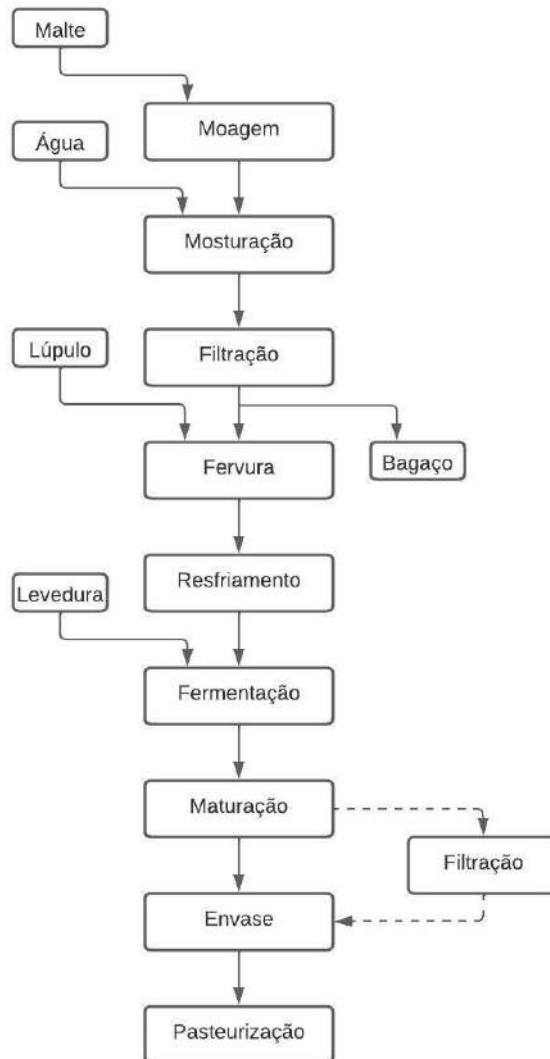 Malte
Moagem
Água
Mosturação
Filtração
Lúpulo
Bagaço
Fervura
Resfriamento
Levedura
Fermentação
Maturação
Filtração
Envase
Pasteurização